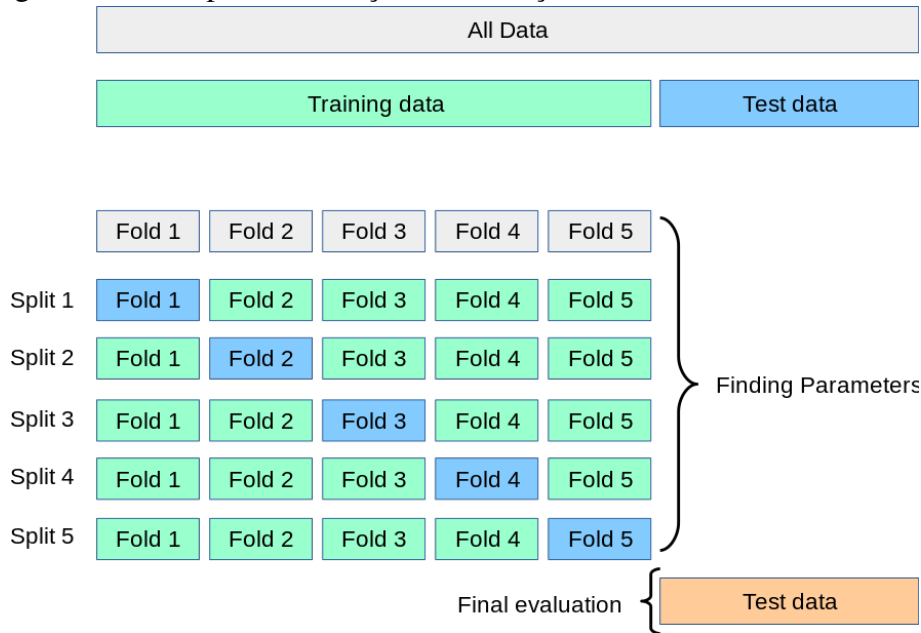 All Data
Training data Test data
Fold 1 Fold 2 Fold 3 Fold 4 Fold 5
Split 1 Fold 1 Fold 2 Fold 3 Fold 4 Fold 5
Split 2 Fold 1 Fold 2 Fold 3 Fold 4 Fold 5
Split 3 Fold 1 Fold 2 Fold 3 Fold 4 Fold 5
Finding Parameters
Split 4 Fold 1 Fold 2 Fold 3 Fold 4 Fold 5
Split 5 Fold 1 Fold 2 Fold 3 Fold 4 Fold 5
Final evaluation Test data